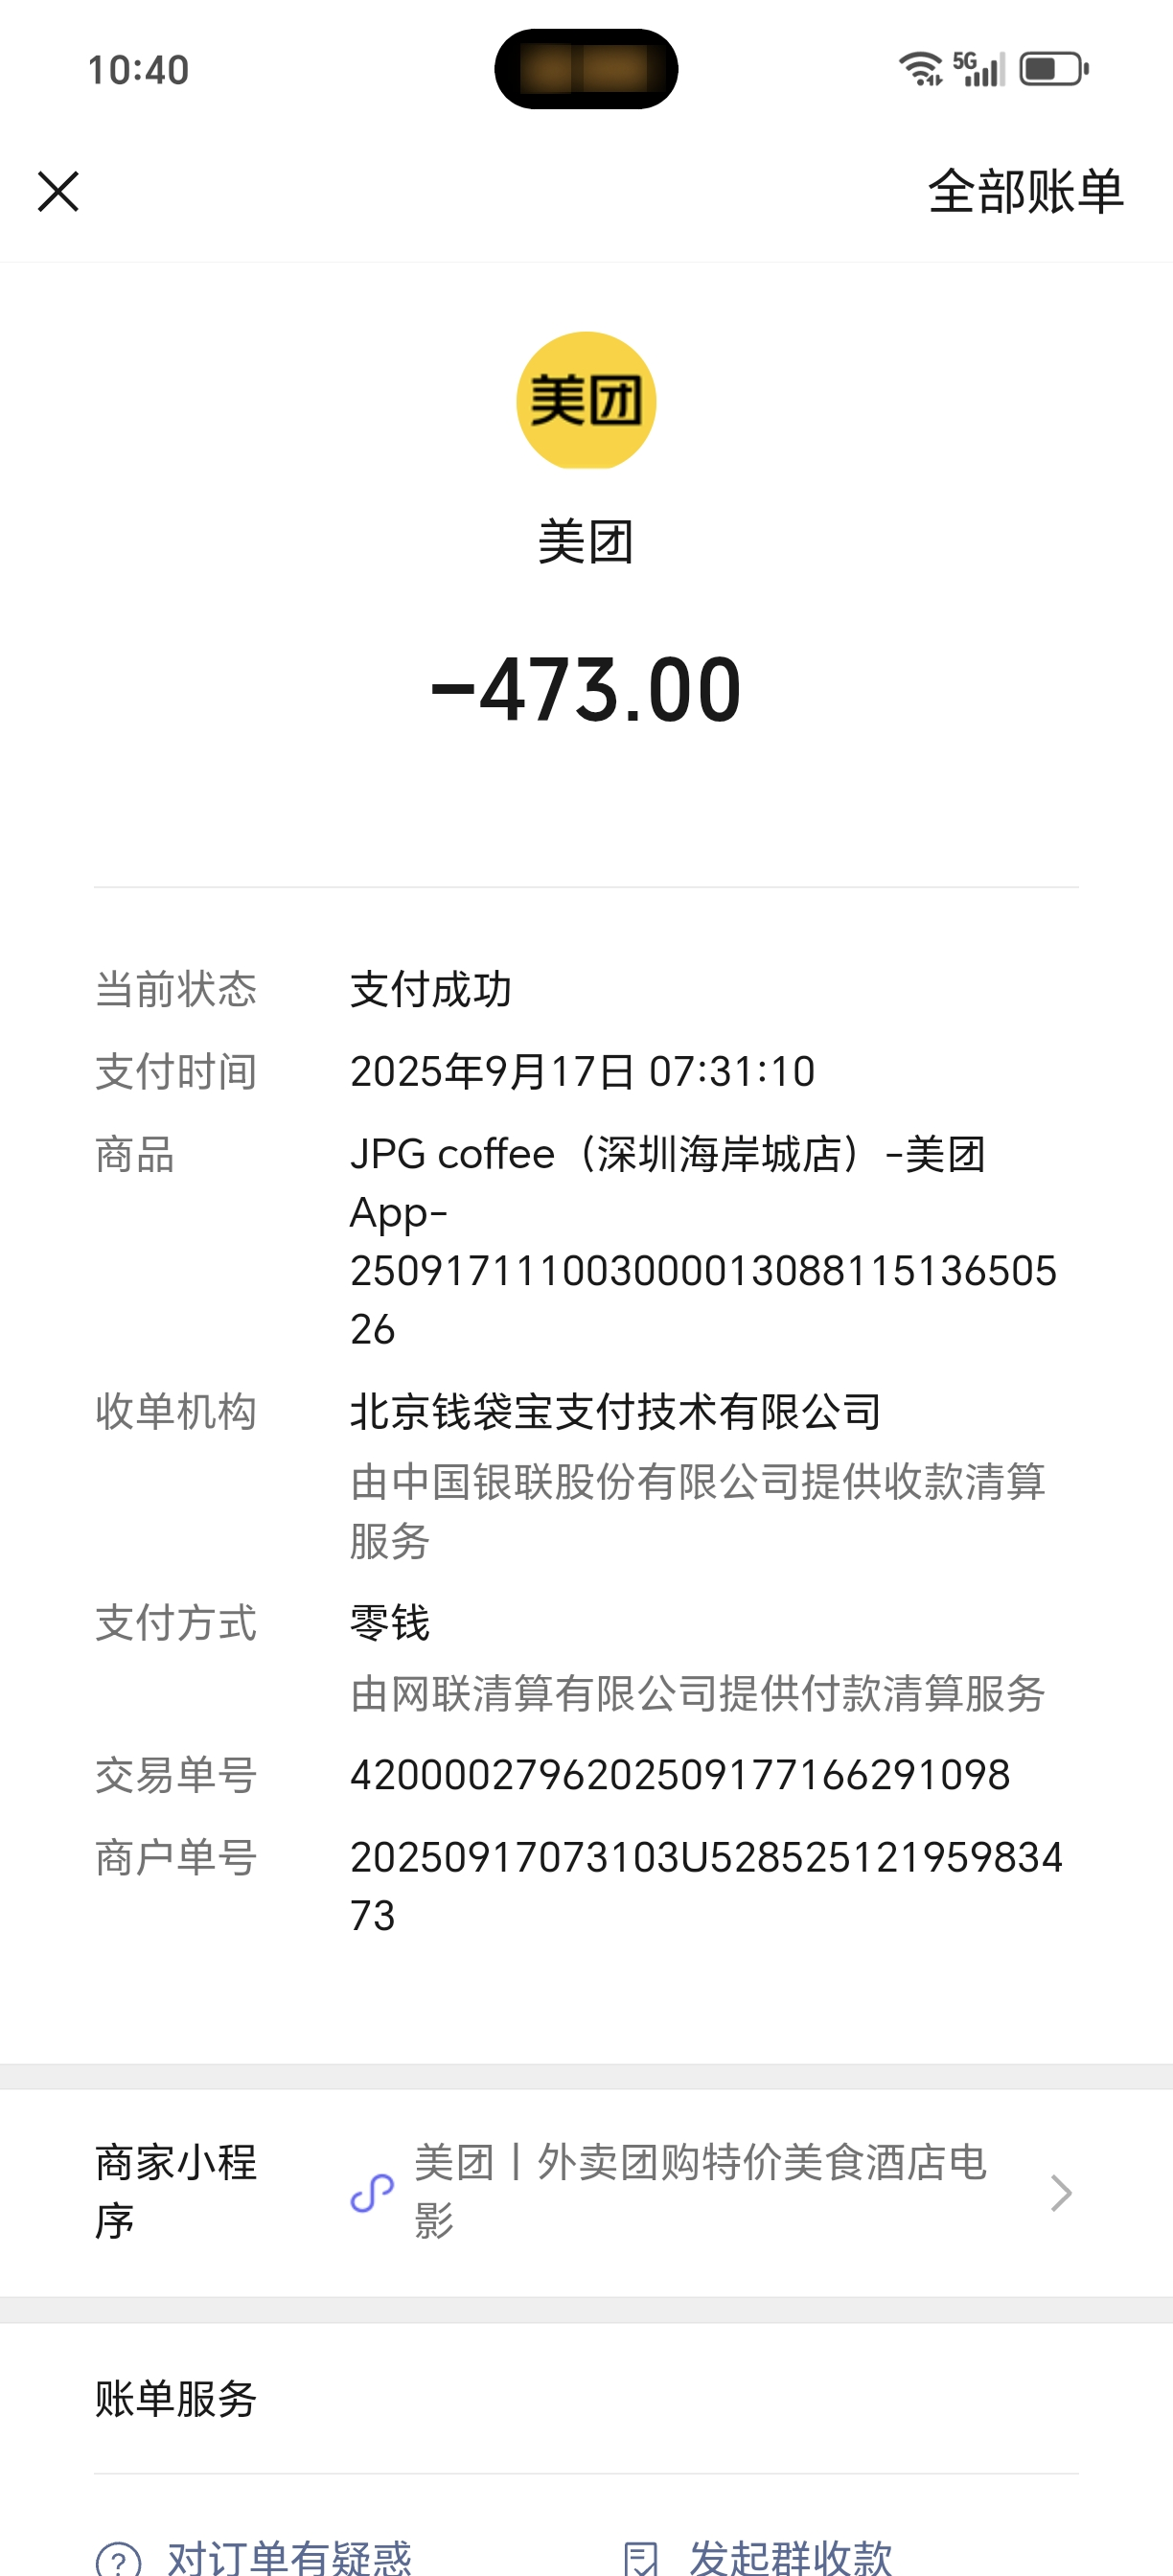 10:40
5G
全部账单
美团
美团
-473.00
当前状态 支付成功
支付时间 2025年9月17日 07:31:10
商品 JPG coffee（深圳海岸城店）-美团
App-
250917111003000013088115136505
26
收单机构 北京钱袋宝支付技术有限公司
由中国银联股份有限公司提供收款清算
服务
支付方式 零钱
由网联清算有限公司提供付款清算服务
交易单号 4200002796202509177166291098
商户单号 20250917073103U528525121959834
73
商家小程
序
美团丨外卖团购特价美食酒店电
影
账单服务
对订单有疑惑 发起群收款